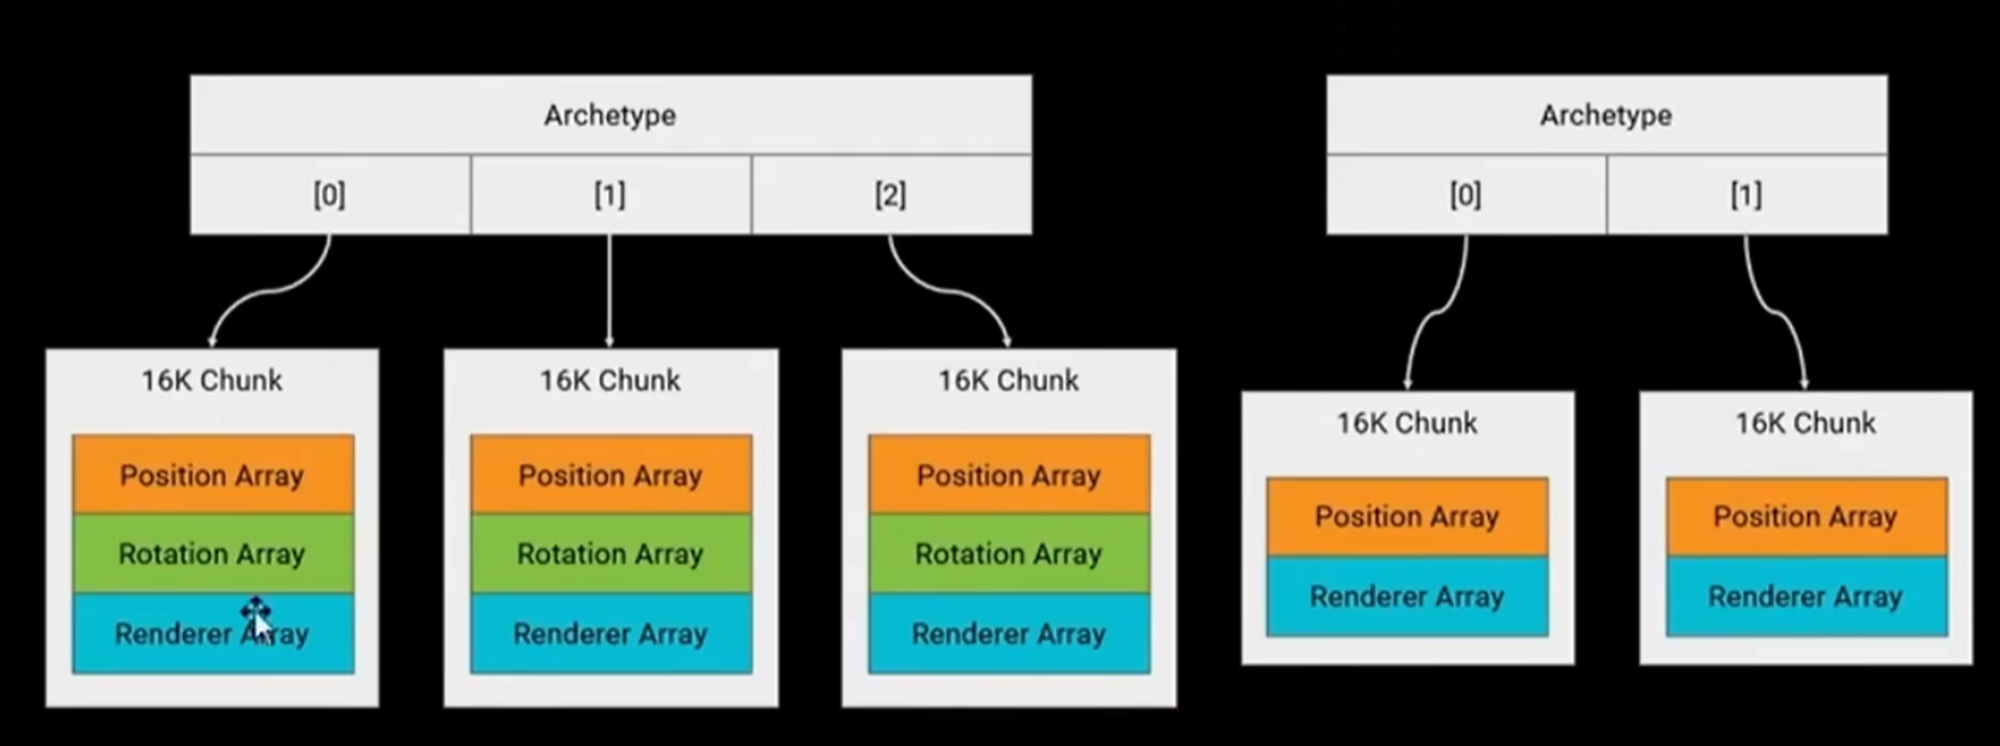 Archetype
[0]
[1]
[2]
16K Chunk
Position Array
Rotation Array
Renderer Array
16K Chunk
Position Array
Rotation Array
Renderer Array
16K Chunk
Position Array
Rotation Array
Renderer Array
Archetype
[0]
[1]
16K Chunk
Position Array
Renderer Array
16K Chunk
Position Array
Renderer Array